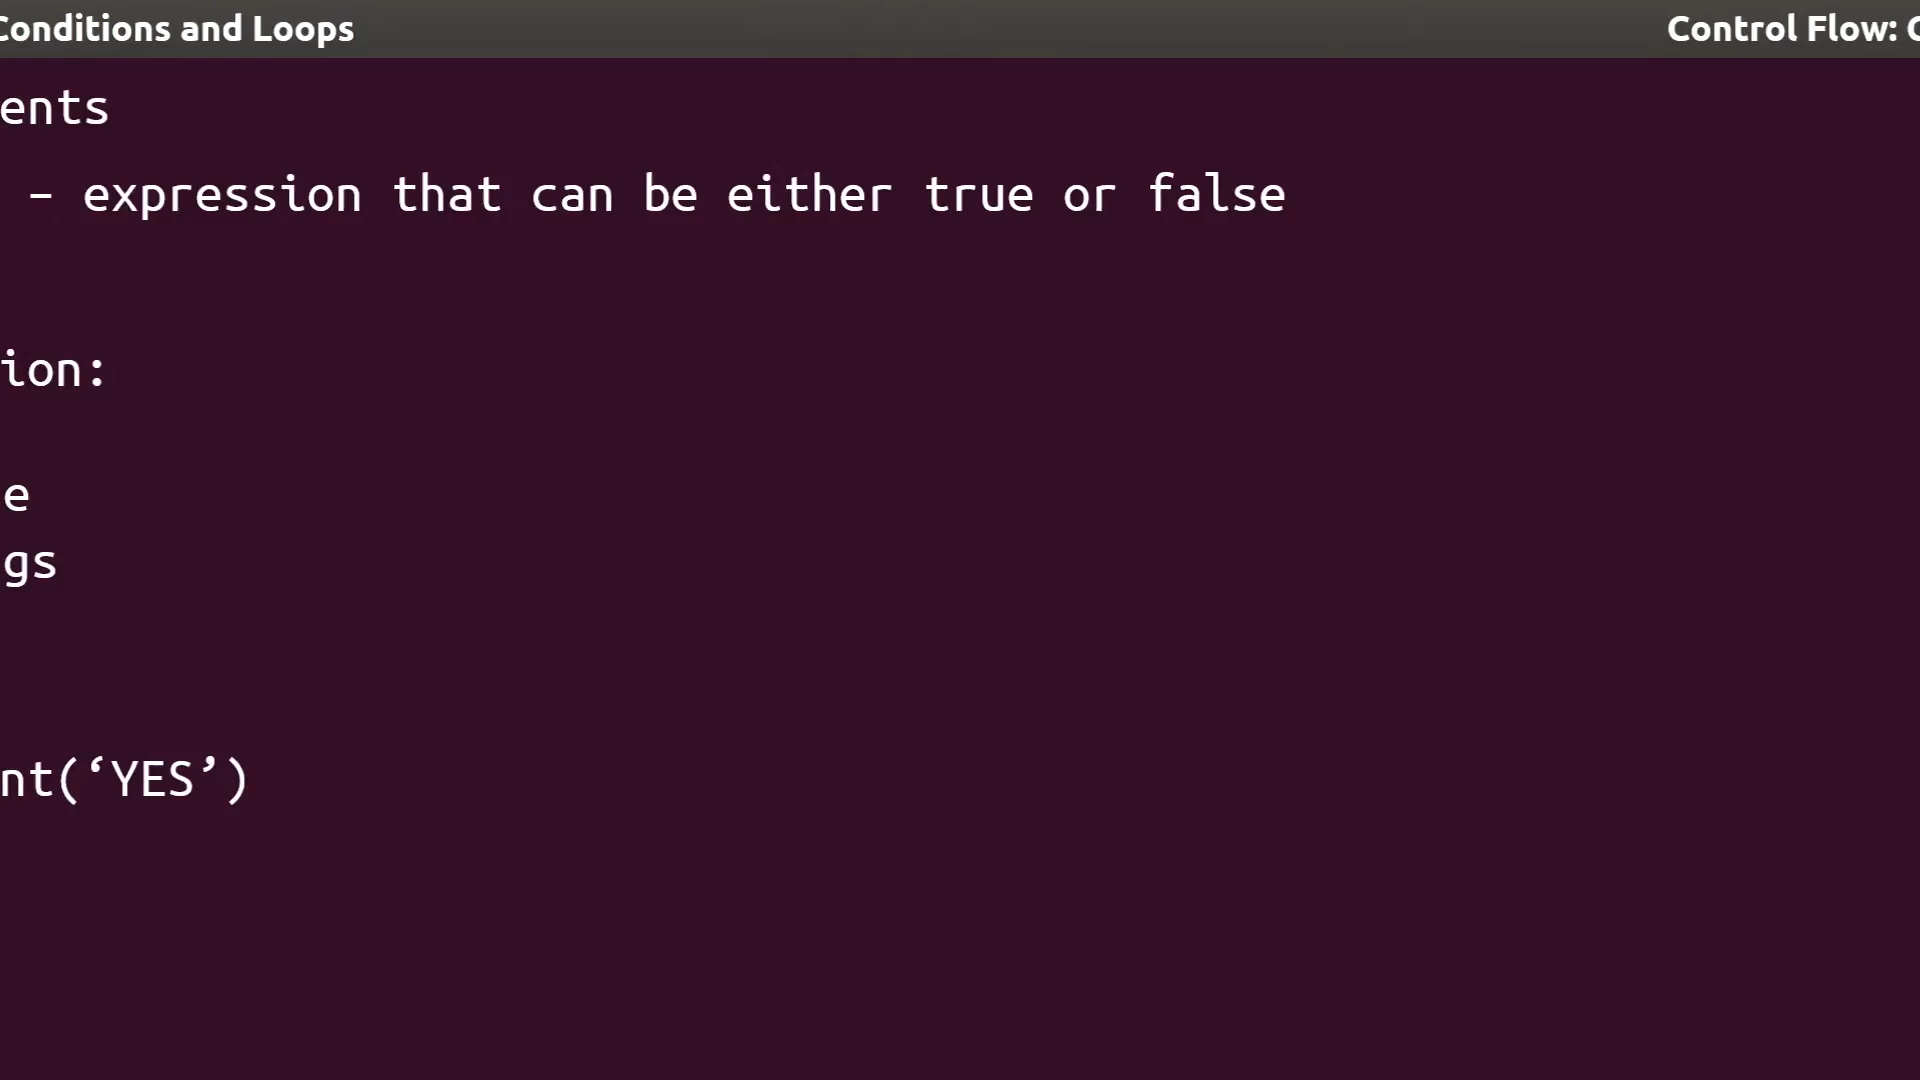 Conditions and Loops
Control Flow: C
ents
– expression that can be either true or false
ion:
e
gs
nt(‘YES’)